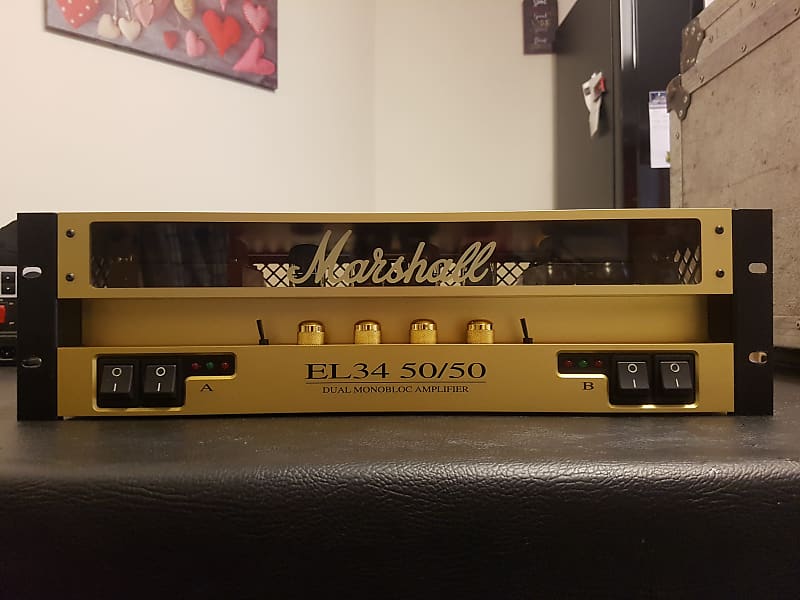 Marshall
EL34 50/50
DUAL MONOBLOC AMPLIFIER
A
B